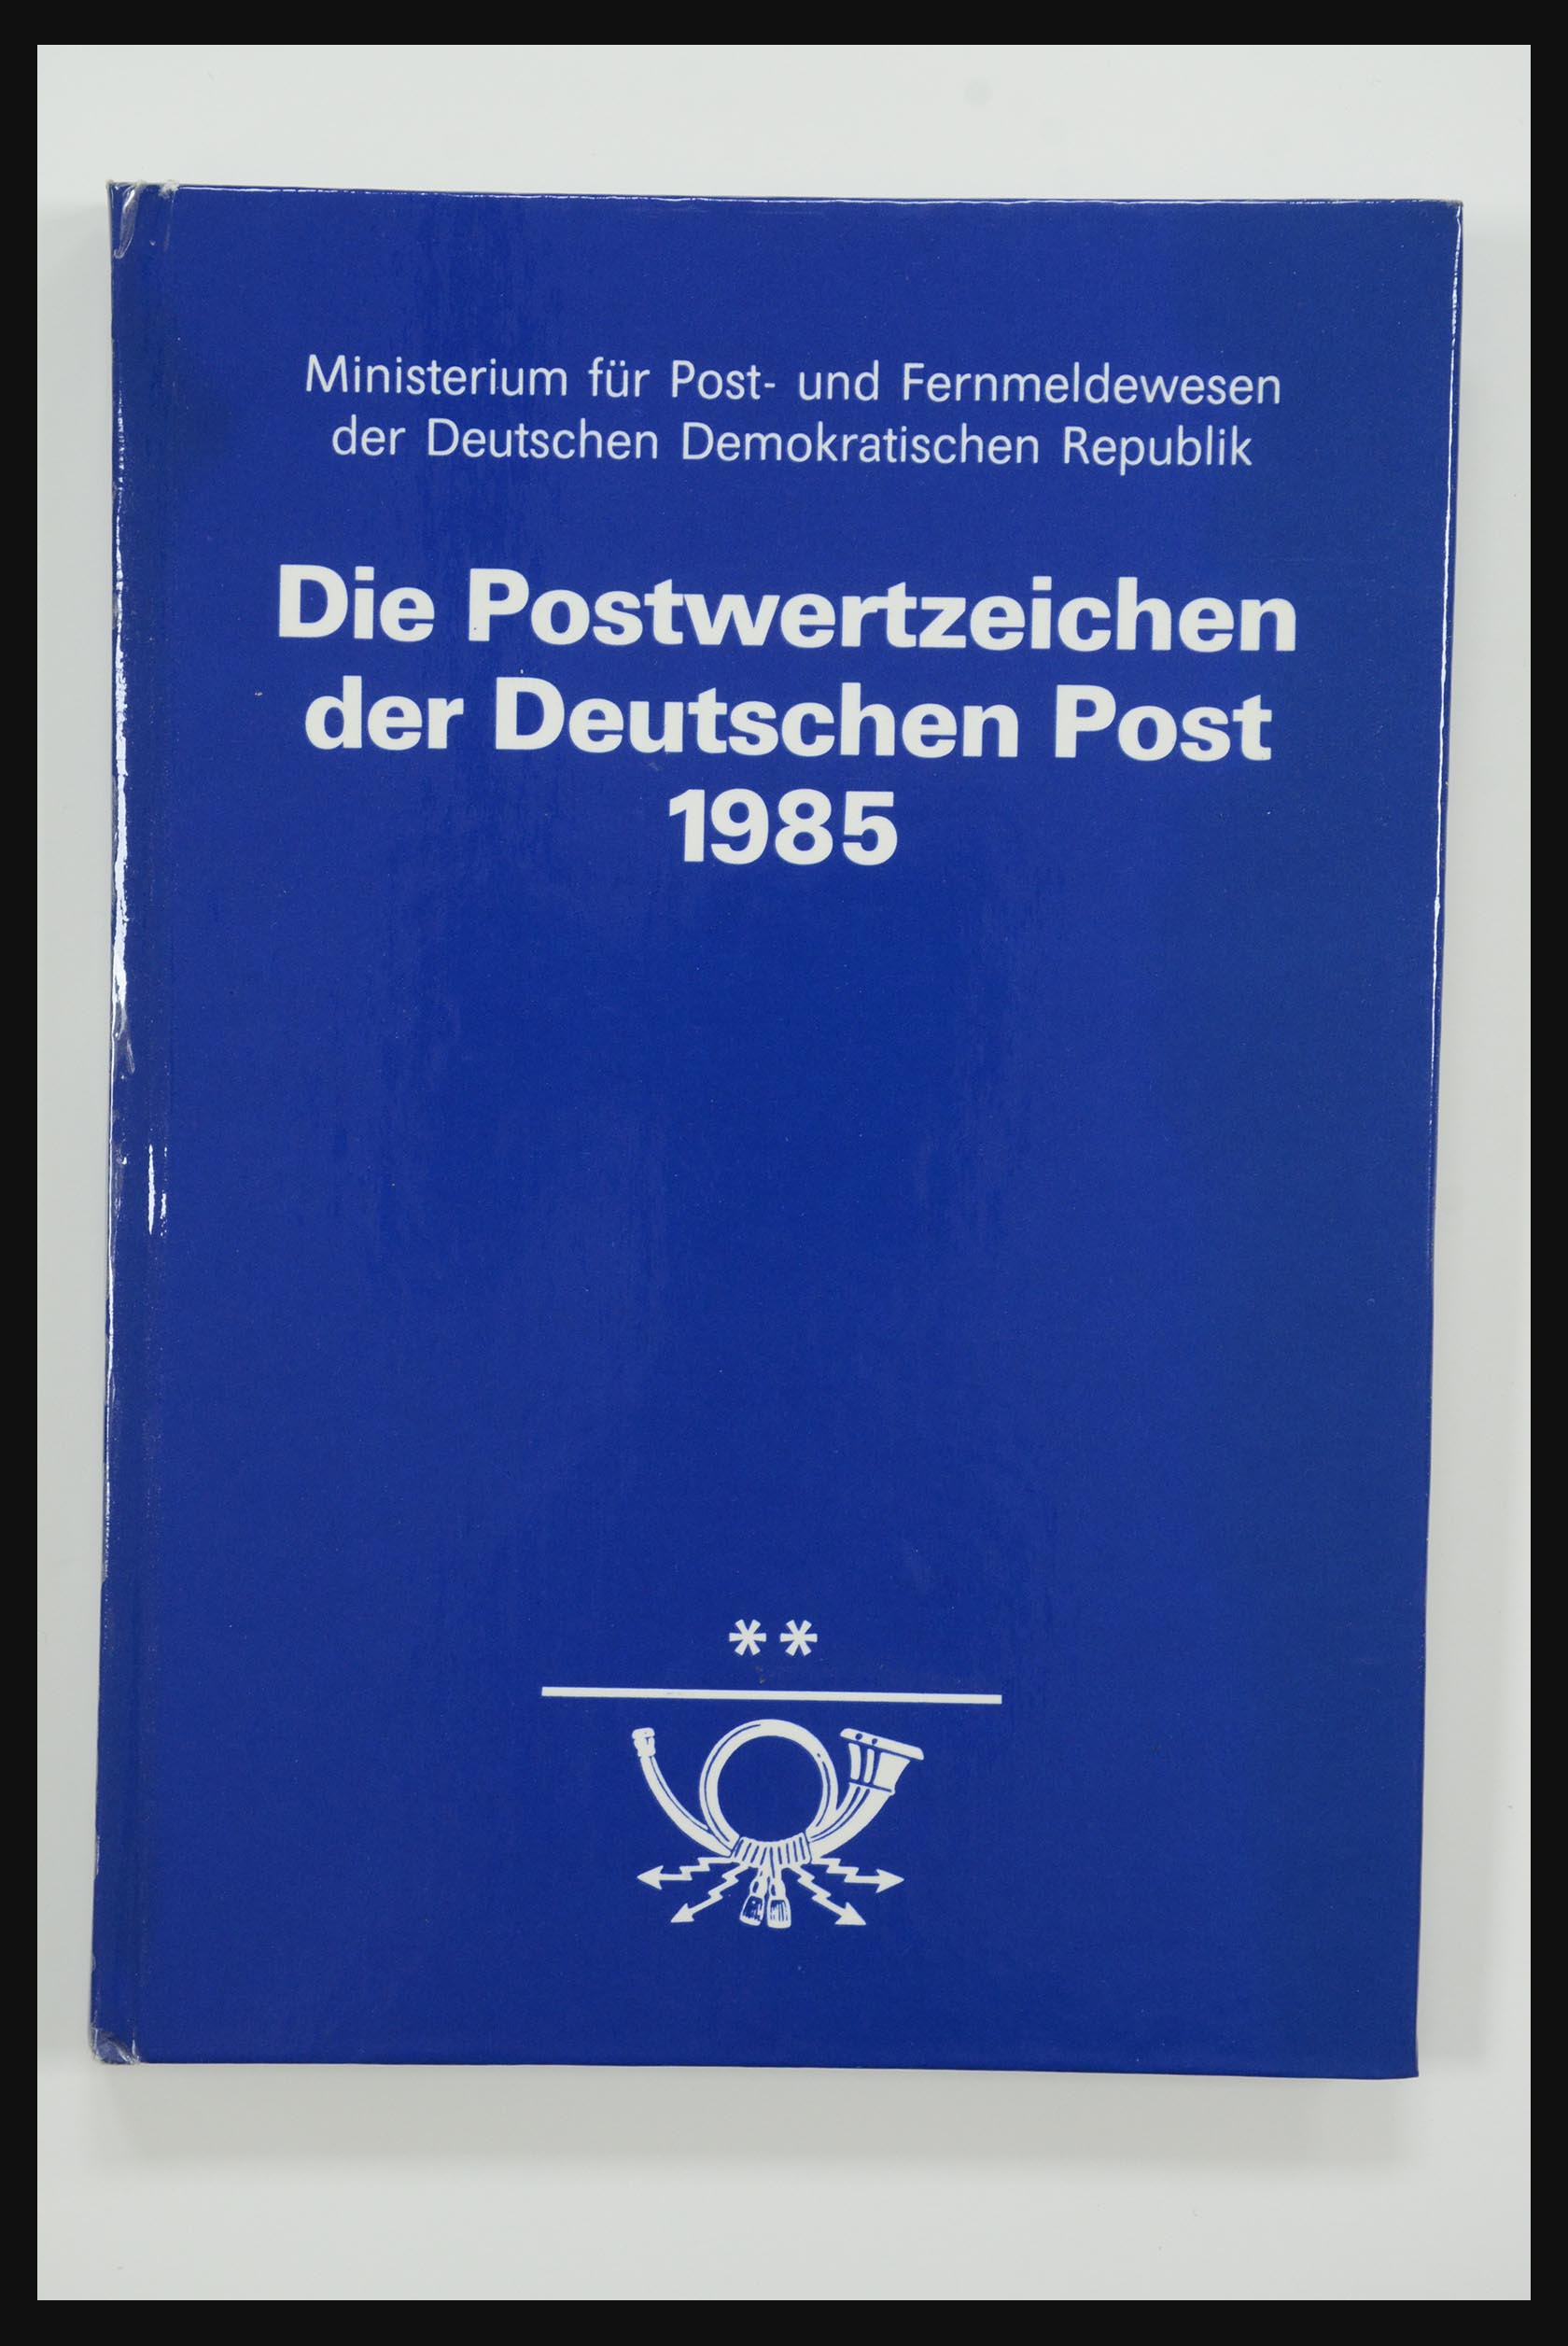 Ministerium für Post- und Fernmeldewesen
der Deutschen Demokratischen Republik
Die Postwertzeichen
der Deutschen Post
1985
**